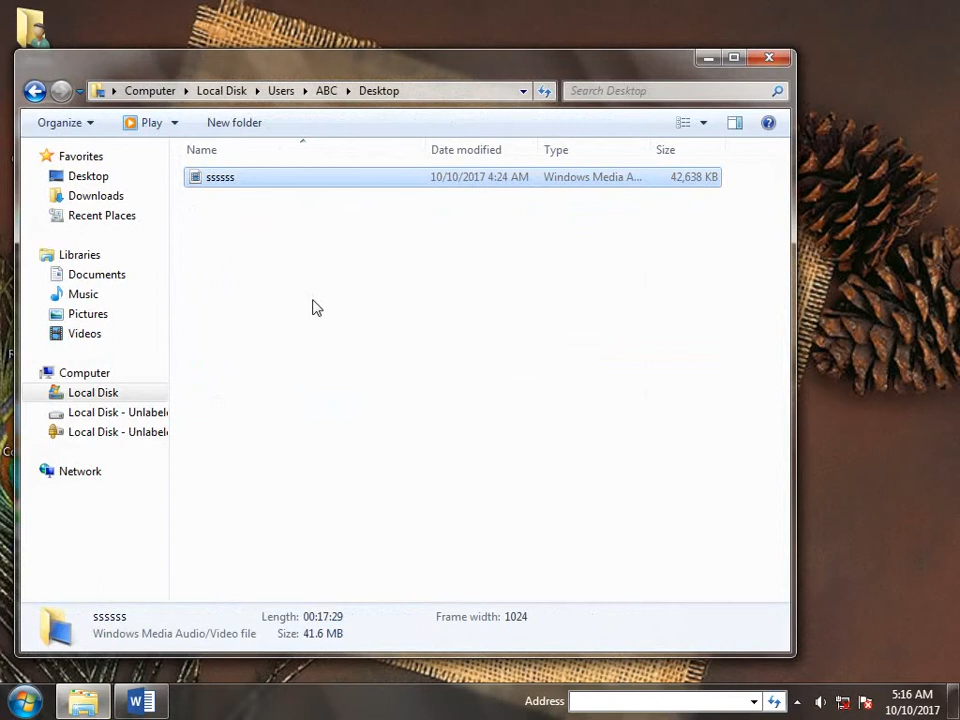 Computer Local Disk Users ABC Desktop
Search Desktop
Organize Play New folder
Name Date modified Type Size
ssssss 10/10/2017 4:24 AM Windows Media A... 42,638 KB
Favorites
Desktop
Downloads
Recent Places
Libraries
Documents
Music
Pictures
Videos
Computer
Local Disk
Local Disk - Unlabel
Local Disk - Unlabel
Network
ssssss Length: 00:17:29 Frame width: 1024
Windows Media Audio/Video file Size: 41.6 MB
Address
5:16 AM
10/10/2017